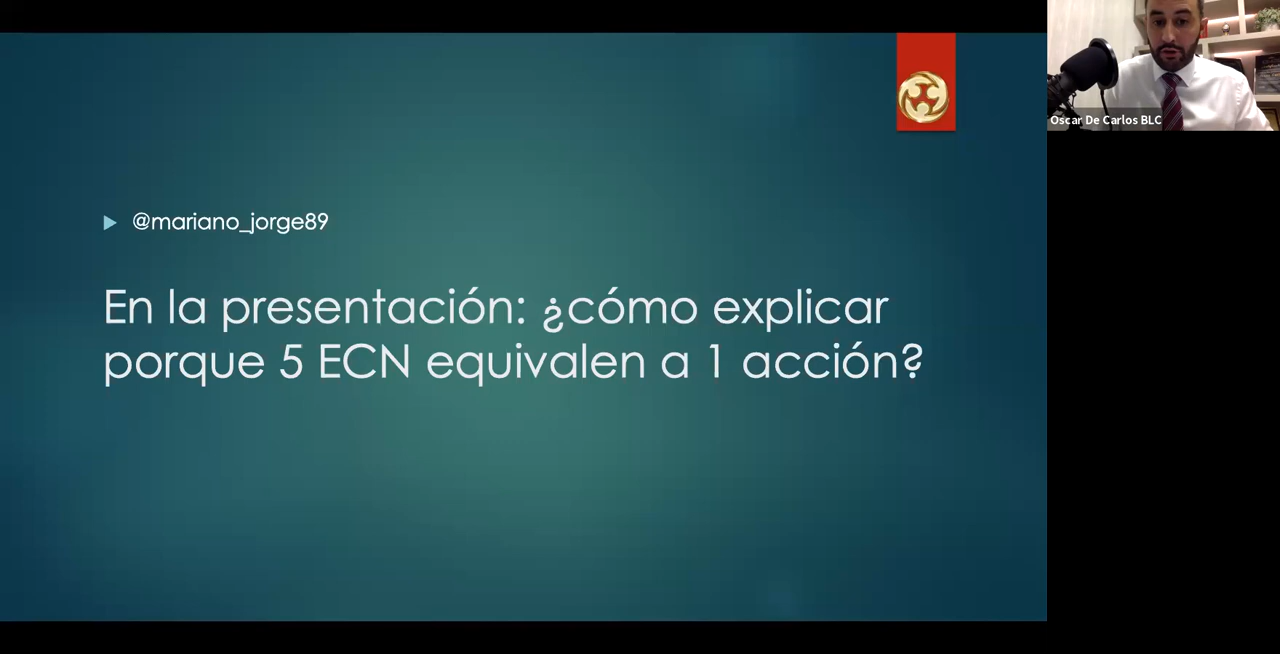 @mariano_jorge89
En la presentación: ¿cómo explicar
porque 5 ECN equivalen a 1 acción?
Oscar De Carlos BLC